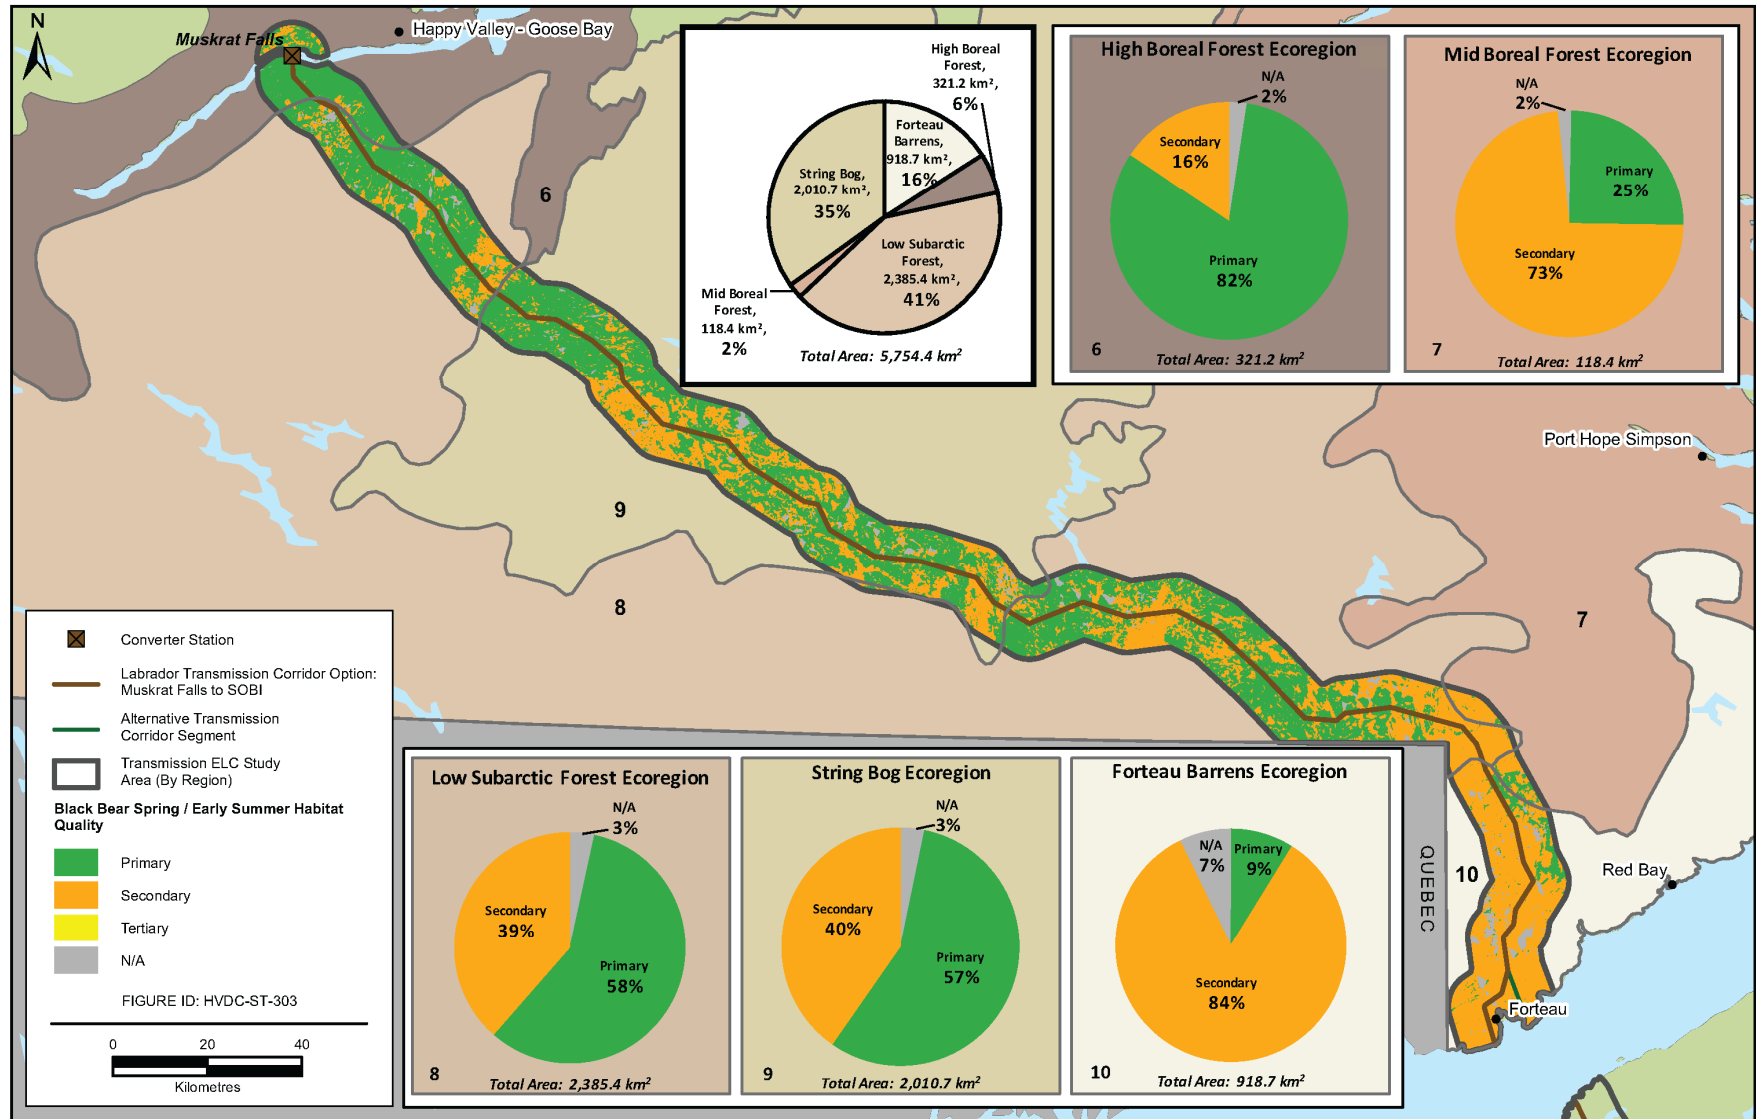 N
Muskrat Falls
Happy Valley - Goose Bay
6
9
8
7
10
Port Hope Simpson
Red Bay
Forteau
QUEBEC
High Boreal
Forest,
321.2 km²,
6%
Forteau
Barrens,
918.7 km²,
16%
String Bog,
2,010.7 km²,
35%
Low Subarctic
Forest,
2,385.4 km²,
41%
Mid Boreal
Forest,
118.4 km²,
2%
Total Area: 5,754.4 km²
High Boreal Forest Ecoregion
N/A
2%
Secondary
16%
Primary
82%
6
Total Area: 321.2 km²
Mid Boreal Forest Ecoregion
N/A
2%
Primary
25%
Secondary
73%
7
Total Area: 118.4 km²
Converter Station
Labrador Transmission Corridor Option:
Muskrat Falls to SOBI
Alternative Transmission
Corridor Segment
Transmission ELC Study
Area (By Region)
Black Bear Spring / Early Summer Habitat
Quality
Primary
Secondary
Tertiary
N/A
FIGURE ID: HVDC-ST-303
0 20 40
Kilometres
Low Subarctic Forest Ecoregion
N/A
3%
Secondary
39%
Primary
58%
8
Total Area: 2,385.4 km²
String Bog Ecoregion
N/A
3%
Secondary
40%
Primary
57%
9
Total Area: 2,010.7 km²
Forteau Barrens Ecoregion
N/A
7%
Primary
9%
Secondary
84%
10
Total Area: 918.7 km²